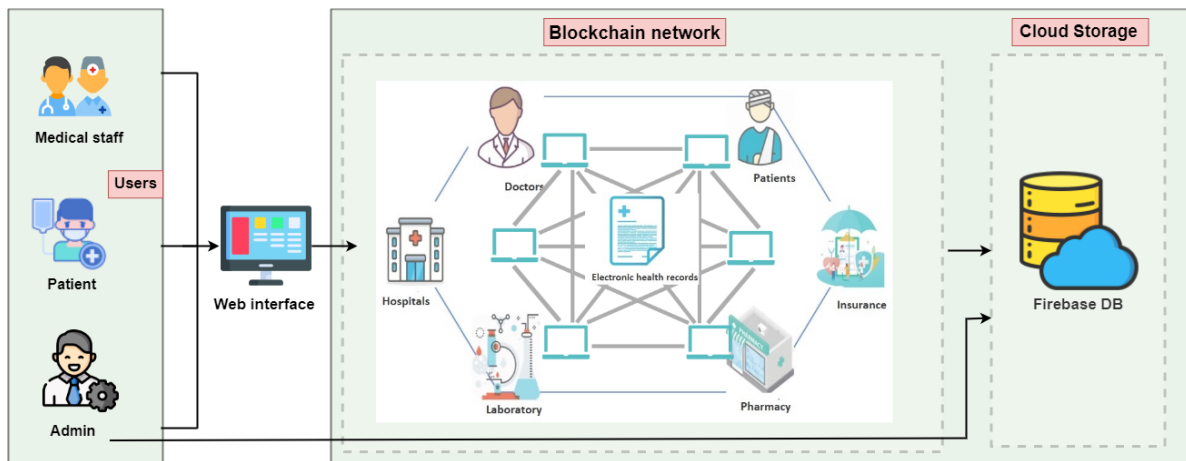 Blockchain network
Cloud Storage
Medical staff
Users
Doctors
Patients
Electronic health records
Patient
Web interface
Hospitals
Insurance
Firebase DB
Laboratory
Pharmacy
Admin